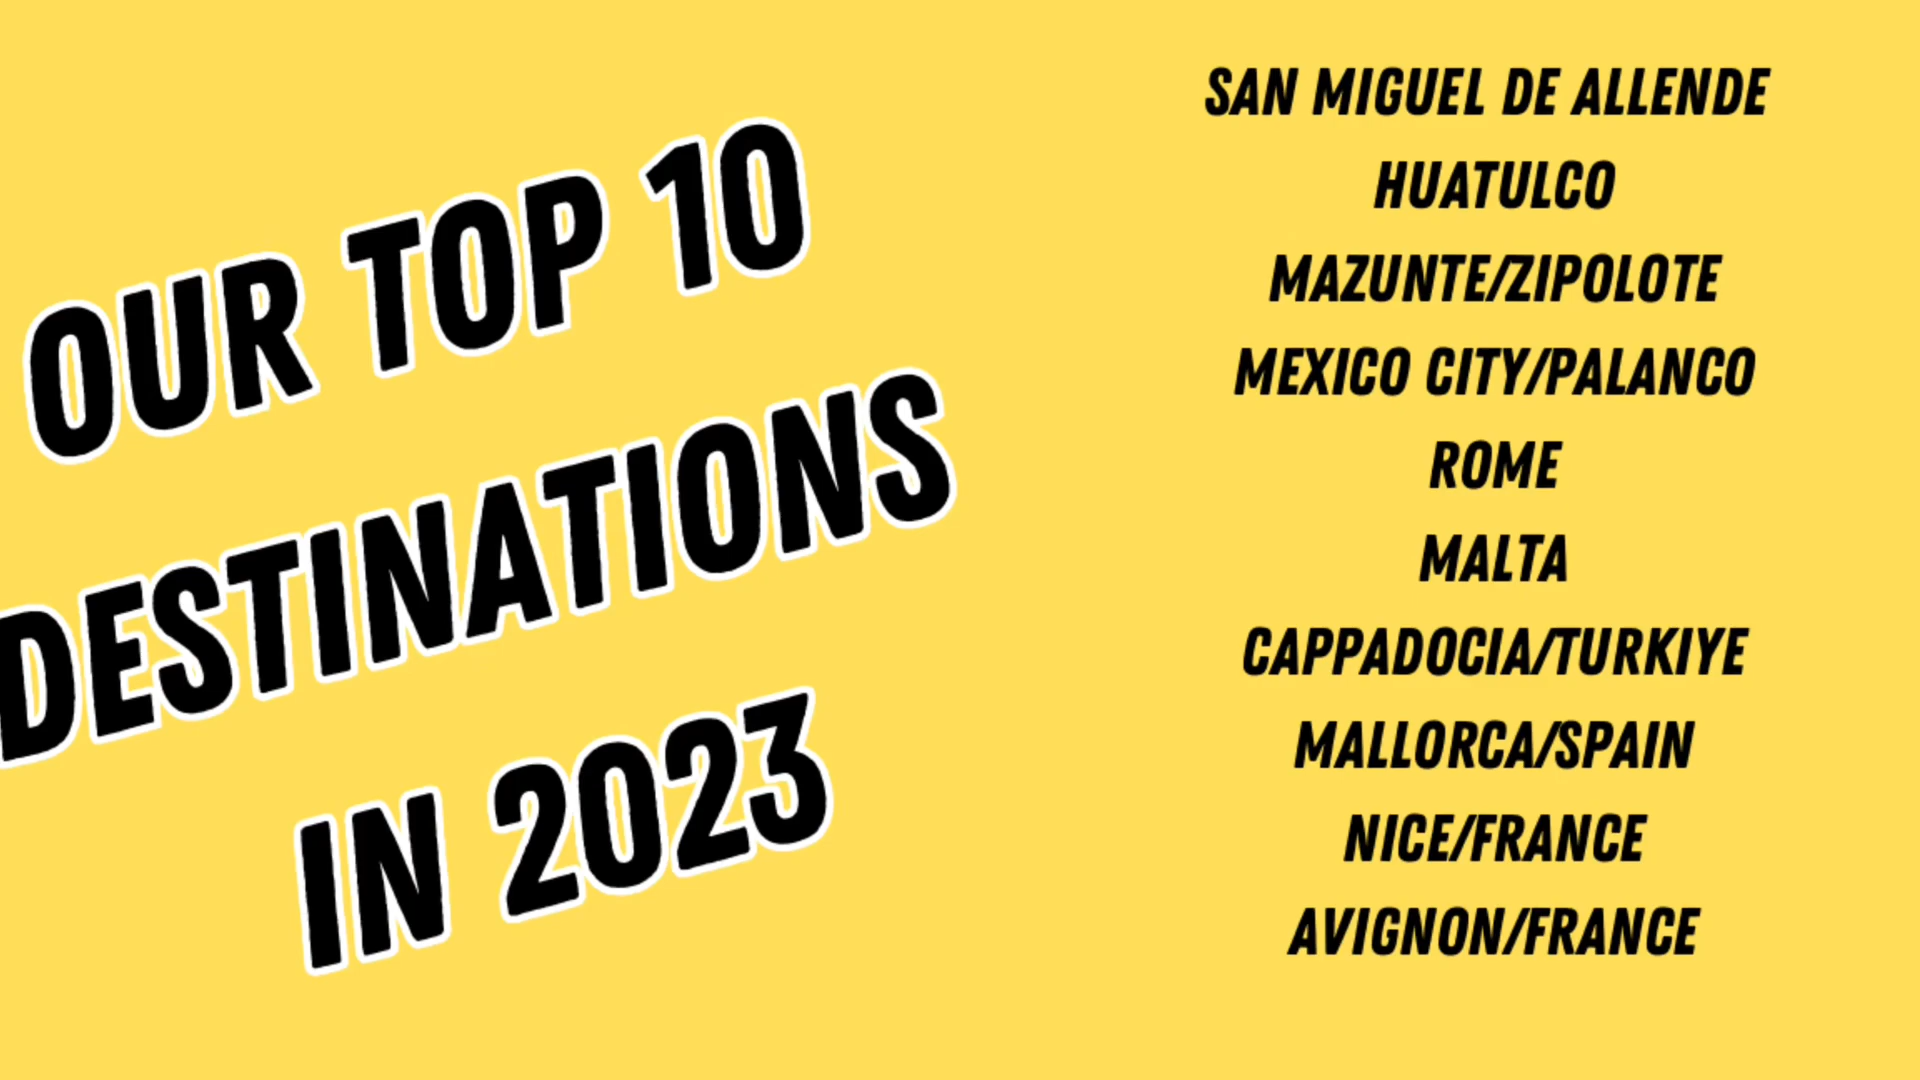 OUR TOP 10
DESTINATIONS
IN 2023
SAN MIGUEL DE ALLENDE
HUATULCO
MAZUNTE/ZIPOLOTE
MEXICO CITY/PALANCO
ROME
MALTA
CAPPADOCIA/TURKIYE
MALLORCA/SPAIN
NICE/FRANCE
AVIGNON/FRANCE